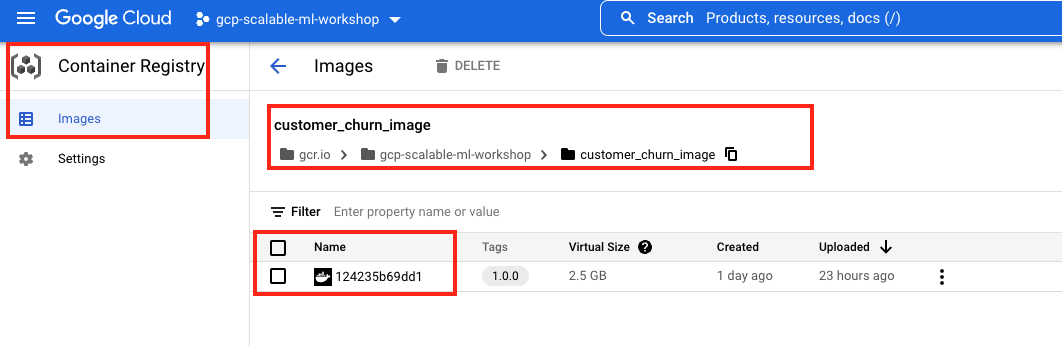 Google Cloud gcp-scalable-ml-workshop Search Products, resources, docs (/)
Container Registry
Images
Settings
Images DELETE
customer_churn_image
gcr.io gcp-scalable-ml-workshop customer_churn_image
Filter Enter property name or value
Name Tags Virtual Size ? Created Uploaded
124235b69dd1 1.0.0 2.5 GB 1 day ago 23 hours ago